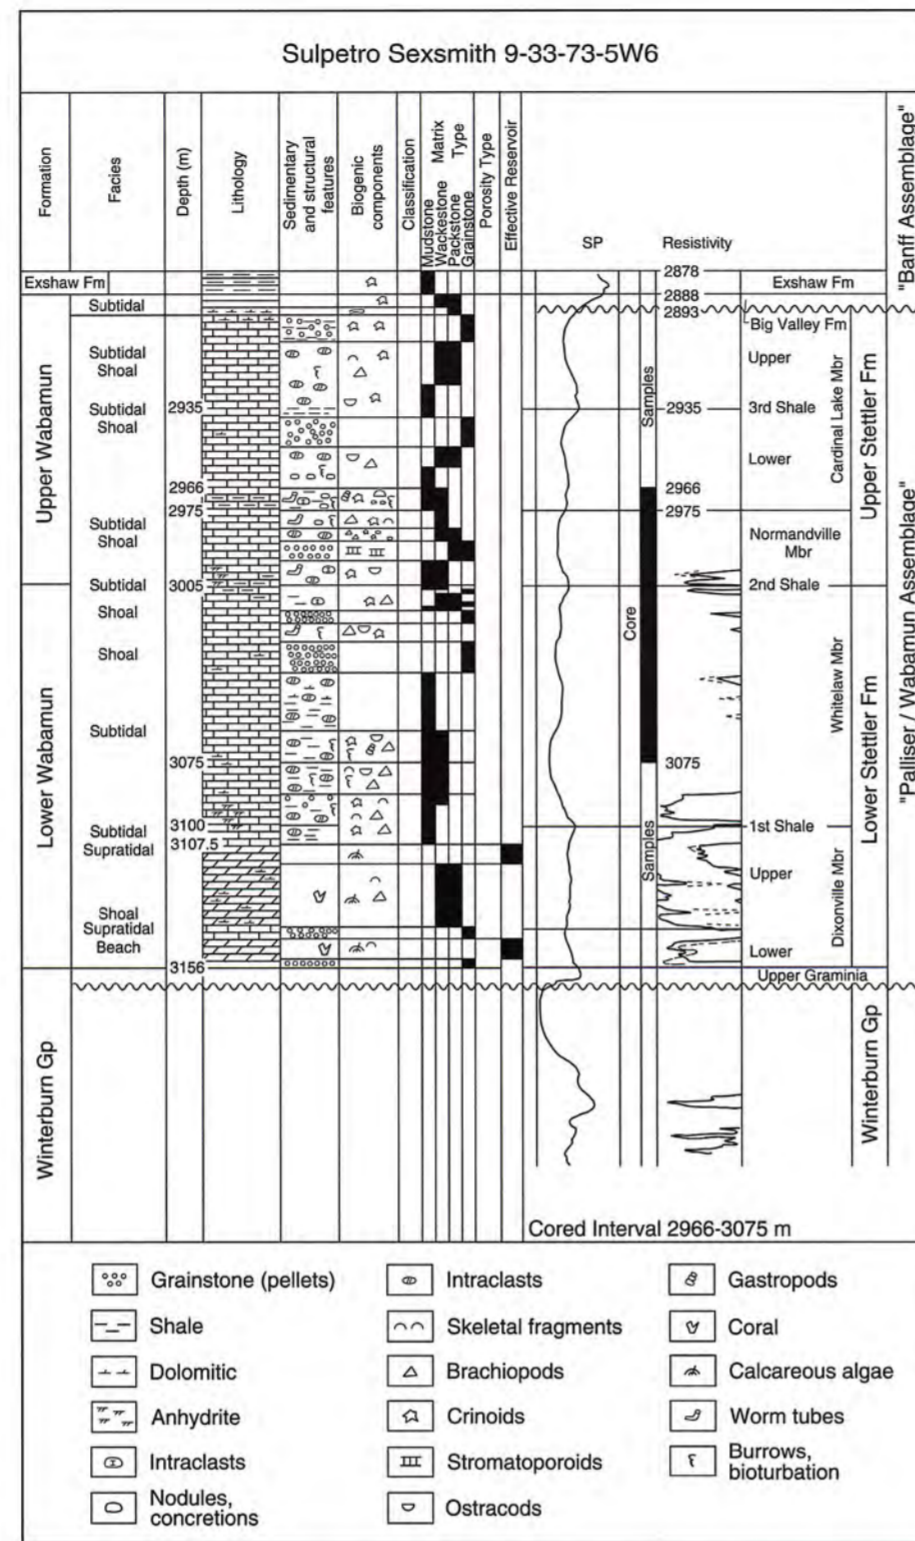 Sulpetro Sexsmith 9-33-73-5W6
Formation
Facies
Depth (m)
Lithology
Sedimentary
and structural
features
Biogenic
components
Classification
Mudstone
Wackestone
Packstone
Grainstone
Matrix
Type
Porosity Type
Effective Reservoir
SP
Resistivity
"Banff Assemblage"
Exshaw Fm
2878
Exshaw Fm
Subtidal
2888
2893
Big Valley Fm
Subtidal
Shoal
Upper
Subtidal
Shoal
2935
2935
3rd Shale
Lower
Cardinal Lake Mbr
Samples
2966
2966
2975
2975
Upper Wabamun
Upper Stettler Fm
Subtidal
Shoal
Normandville
Mbr
Subtidal
3005
2nd Shale
Shoal
Core
Shoal
Whitelaw Mbr
Subtidal
3075
3075
"Palliser / Wabamun Assemblage"
Lower Wabamun
Lower Stettler Fm
3100
1st Shale
Subtidal
3107.5
Supratidal
Samples
Upper
Dixonville Mbr
Shoal
Supratidal
Beach
Lower
3156
Upper Graminia
Winterburn Gp
Winterburn Gp
Cored Interval 2966-3075 m
Grainstone (pellets)
Intraclasts
Gastropods
Shale
Skeletal fragments
Coral
Dolomitic
Brachiopods
Calcareous algae
Anhydrite
Crinoids
Worm tubes
Intraclasts
Stromatoporoids
Burrows,
bioturbation
Nodules,
concretions
Ostracods